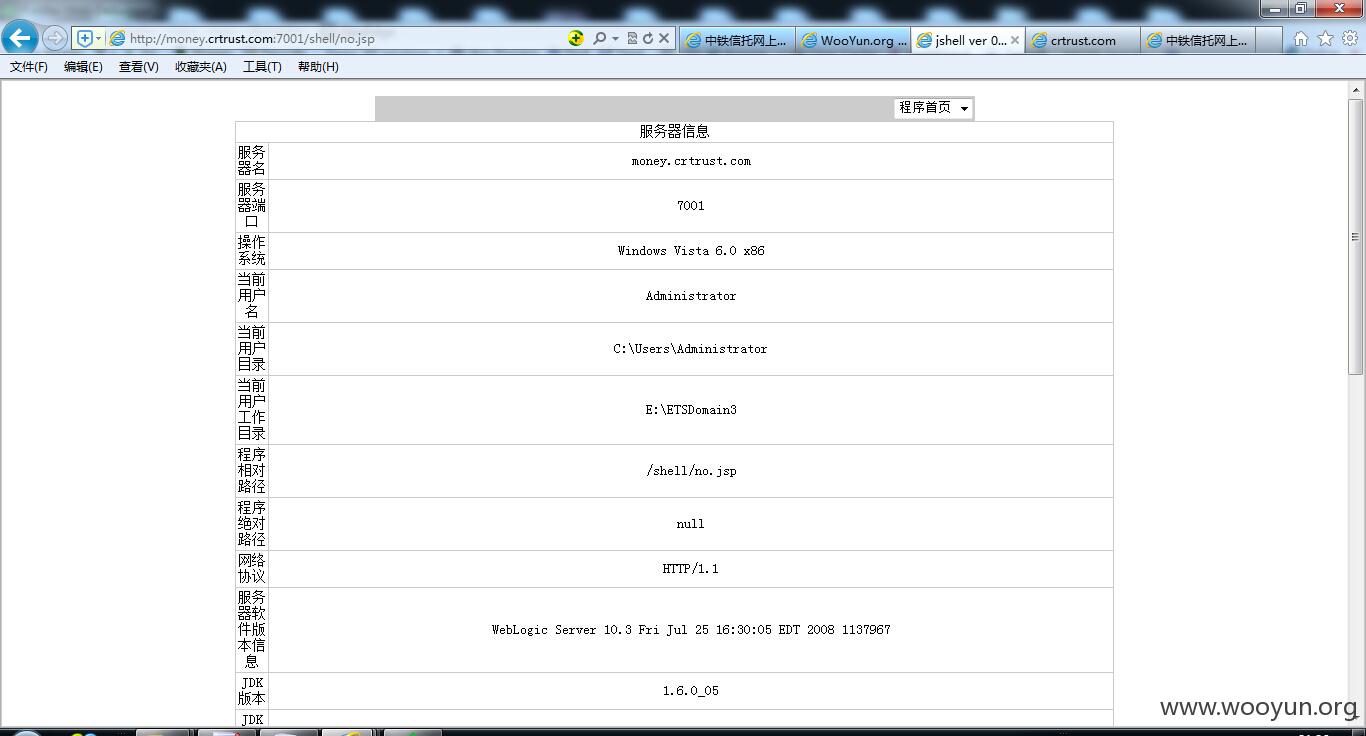 http://money.crtrust.com:7001/shell/no.jsp
中铁信托网上...
WooYun.org ...
jshell ver 0...
crtrust.com
中铁信托网上...
文件(F) 编辑(E) 查看(V) 收藏夹(A) 工具(T) 帮助(H)
程序首页
服务器信息
服务
器名
money.crtrust.com
服务
器端
口
7001
操作
系统
Windows Vista 6.0 x86
当前
用户
名
Administrator
当前
用户
目录
C:\Users\Administrator
当前
用户
工作
目录
E:\ETSDomain3
程序
相对
路径
/shell/no.jsp
程序
绝对
路径
null
网络
协议
HTTP/1.1
服务
器软
件版
本信
息
WebLogic Server 10.3 Fri Jul 25 16:30:05 EDT 2008 1137967
JDK
版本
1.6.0_05
JDK
www.wooyun.org